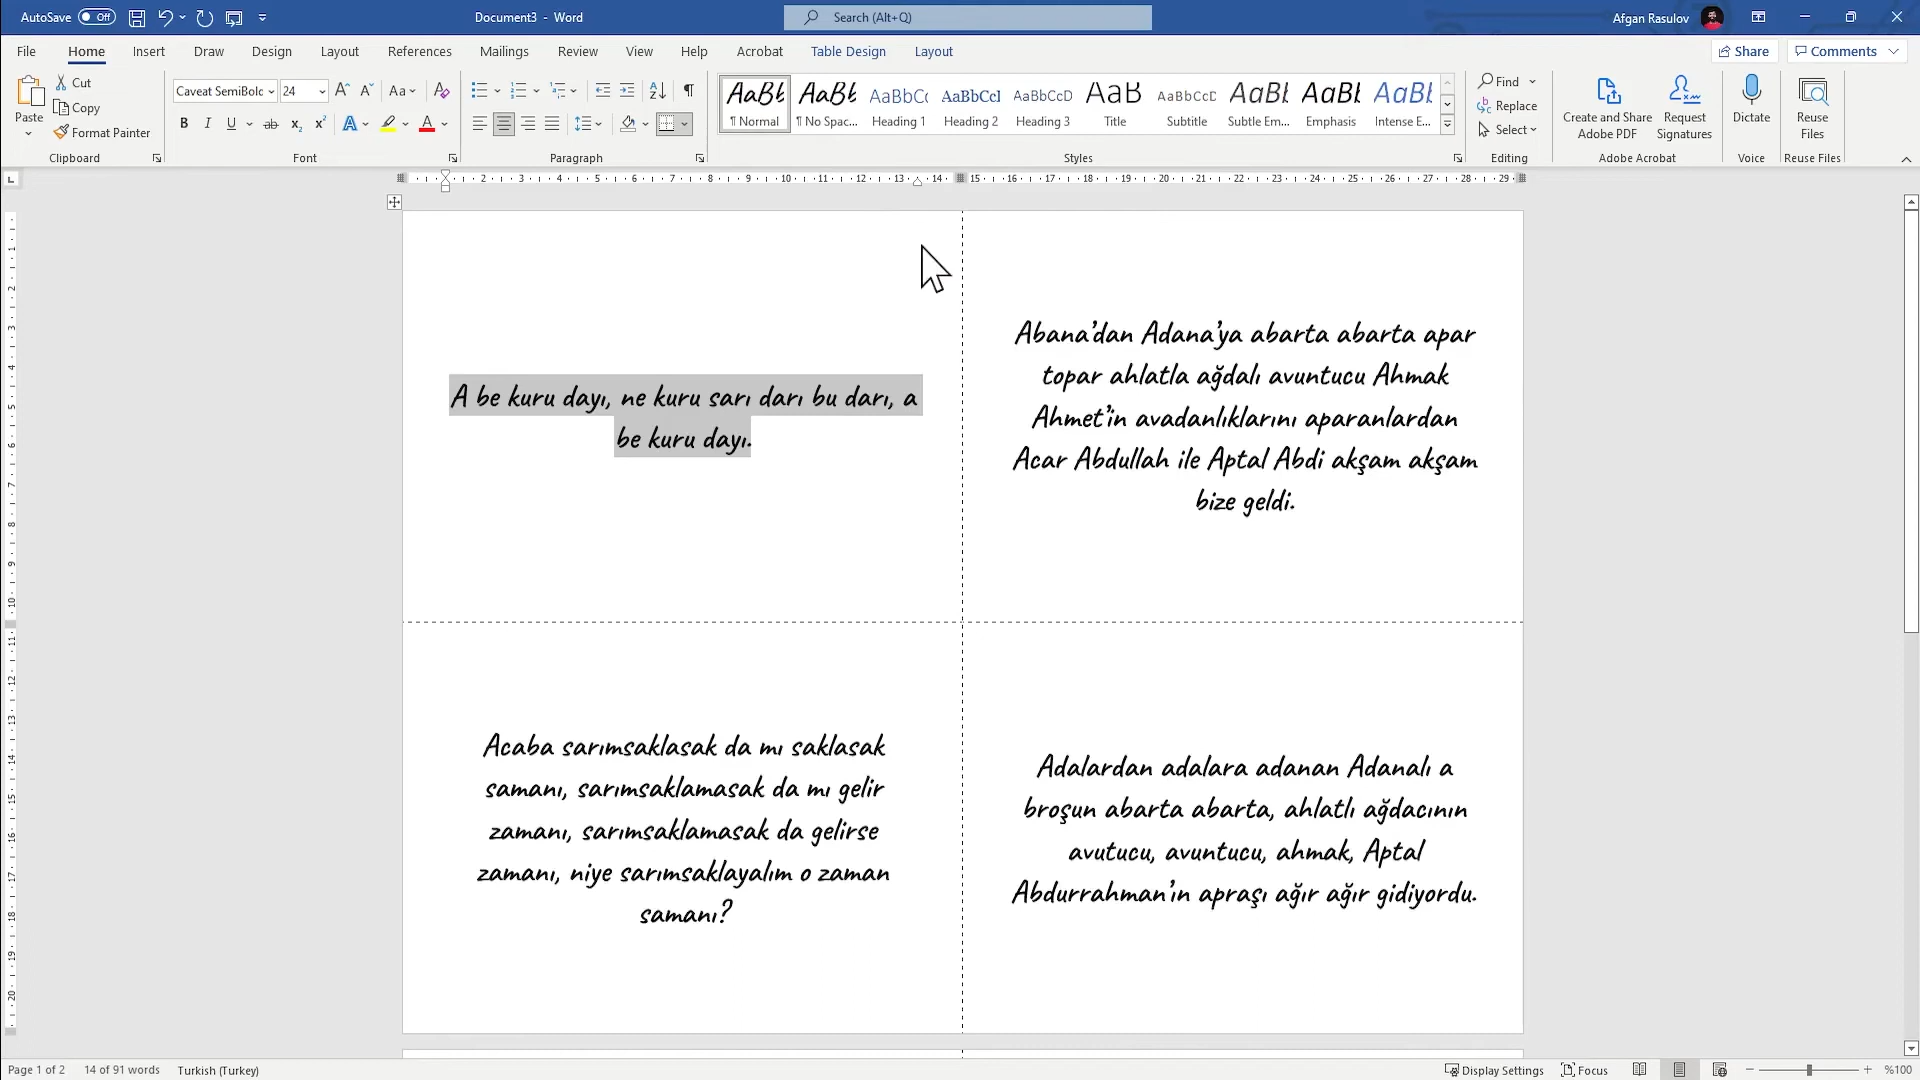 AutoSave Off
Document3 - Word
Search (Alt+Q)
Afgan Rasulov
File Home Insert Draw Design Layout References Mailings Review View Help Acrobat Table Design Layout
Share Comments
Paste
Cut
Copy
Format Painter
Clipboard
Caveat SemiBold 24
Font
Paragraph
AaBb AaBb AaBbCc AaBbCcI AaBbCcD AaB AaBbCcD AaBb AaBb AaBb
¶ Normal ¶ No Spac... Heading 1 Heading 2 Heading 3 Title Subtitle Subtle Em... Emphasis Intense E...
Styles
Find
Replace
Select
Editing
Create and Share
Adobe PDF
Request
Signatures
Adobe Acrobat
Dictate
Voice
Reuse
Files
Reuse Files
A be kuru dayı, ne kuru sarı darı bu darı, a
be kuru dayı.
Abana’dan Adana’ya abarta abarta apar
topar ahlatla ağdalı avuntucu Ahmak
Ahmet’in avadanlıklarını aparanlardan
Acar Abdullah ile Aptal Abdi akşam akşam
bize geldi.
Acaba sarımsaklasak da mı saklasak
samanı, sarımsaklamasak da mı gelir
zamanı, sarımsaklamasak da gelirse
zamanı, niye sarımsaklayalım o zaman
samanı?
Adalardan adalara adanan Adanalı a
broşun abarta abarta, ahlatlı ağdacının
avutucu, avuntucu, ahmak, Aptal
Abdurrahman’ın apraşı ağır ağır gidiyordu.
Page 1 of 2 14 of 91 words Turkish (Turkey)
Display Settings Focus %100